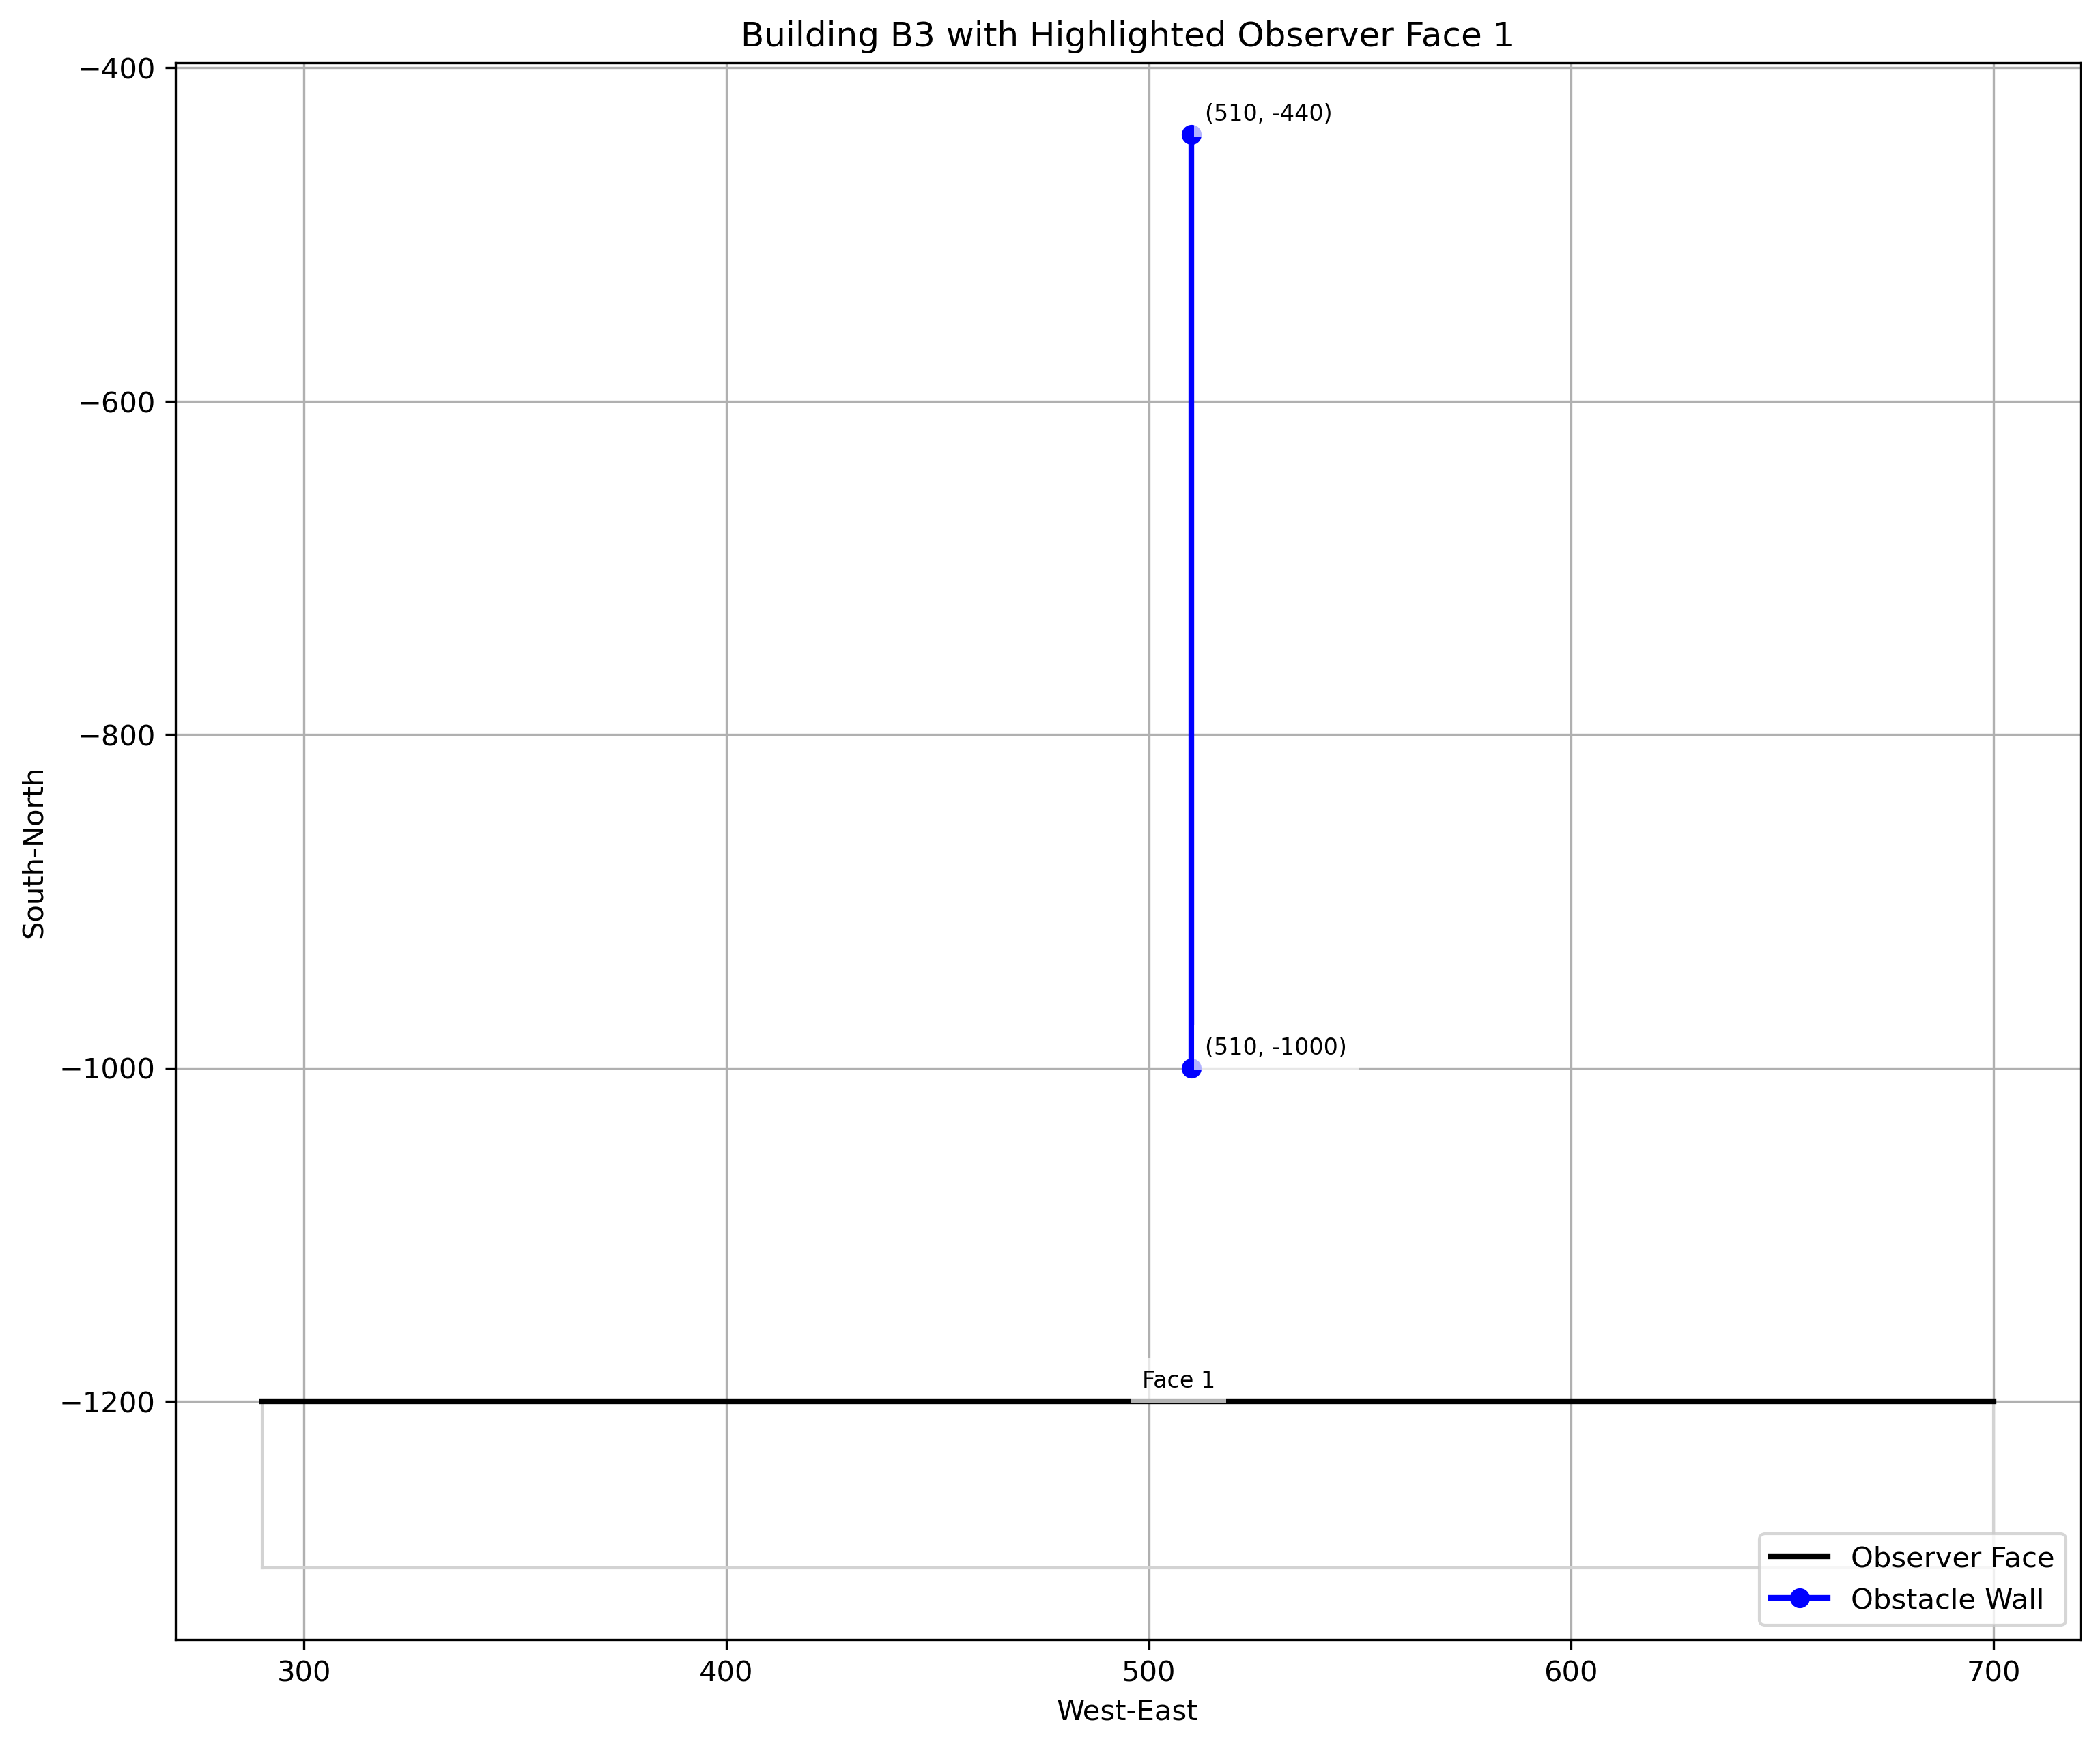 Building B3 with Highlighted Observer Face 1
−400
(510, -440)
−600
−800
South-North
(510, -1000)
−1000
Face 1
−1200
Observer Face
Obstacle Wall
300
400
500
600
700
West-East